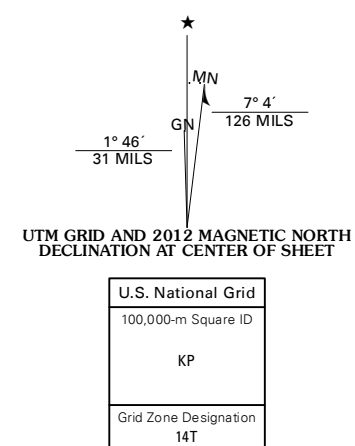 ★
MN
7° 4´
126 MILS
GN
1° 46´
31 MILS
UTM GRID AND 2012 MAGNETIC NORTH
DECLINATION AT CENTER OF SHEET
U.S. National Grid
100,000-m Square ID
KP
Grid Zone Designation
14T